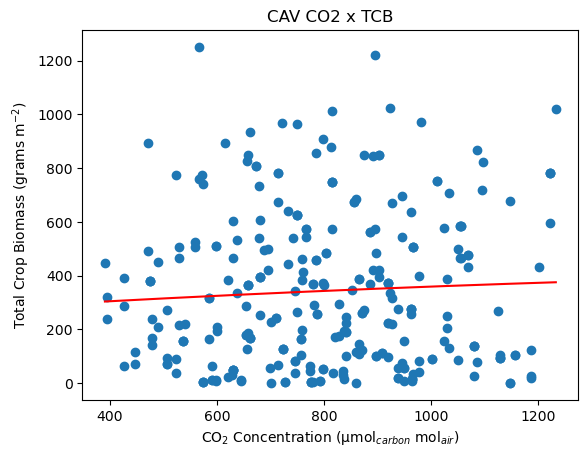 CAV CO2 x TCB
1200
1000
800
600
400
200
0
Total Crop Biomass (grams m⁻²)
400 600 800 1000 1200
CO₂ Concentration (μmol_carbon mol_air)